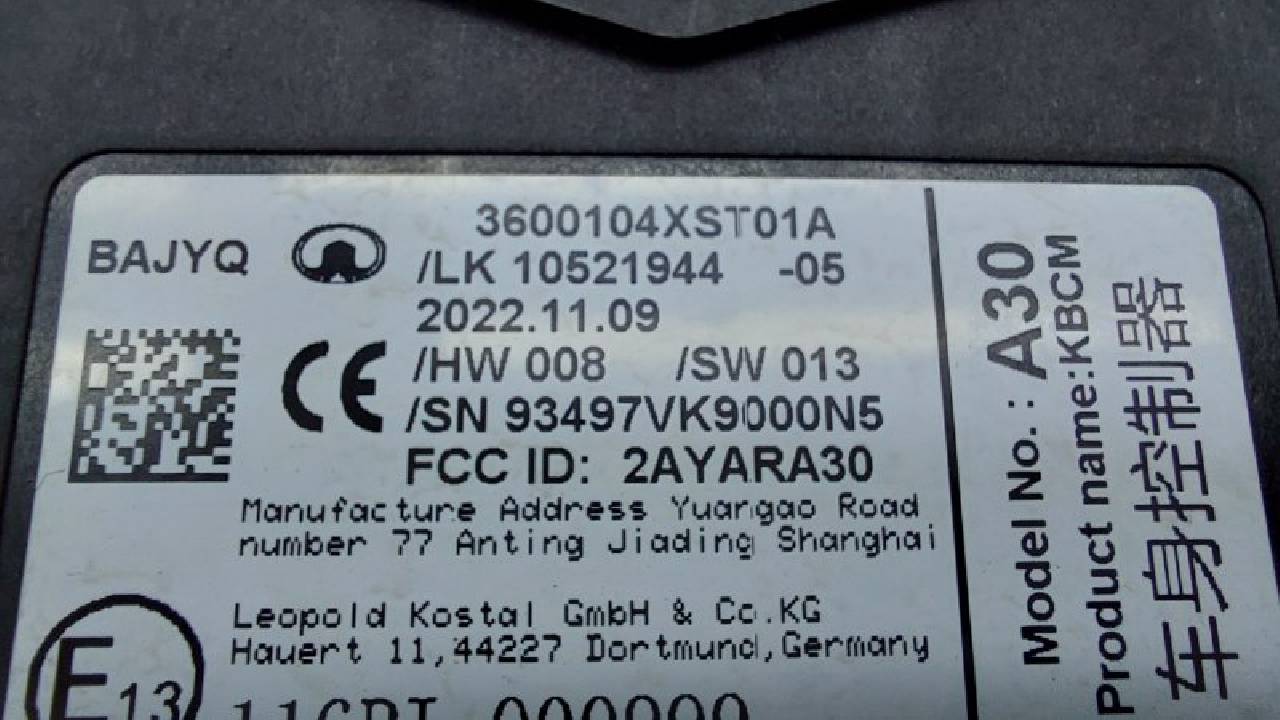 3600104XST01A
BAJYQ
/LK 10521944 -05
2022.11.09
CE
/HW 008 /SW 013
/SN 93497VK9000N5
FCC ID: 2AYARA30
Manufacture Address Yuangao Road
number 77 Anting Jiading Shanghai
Leopold Kostal GmbH & Co.KG
Hauert 11,44227 Dortmund,Germany
E13
Model No.: A30
Product name:KBCM
车身控制器